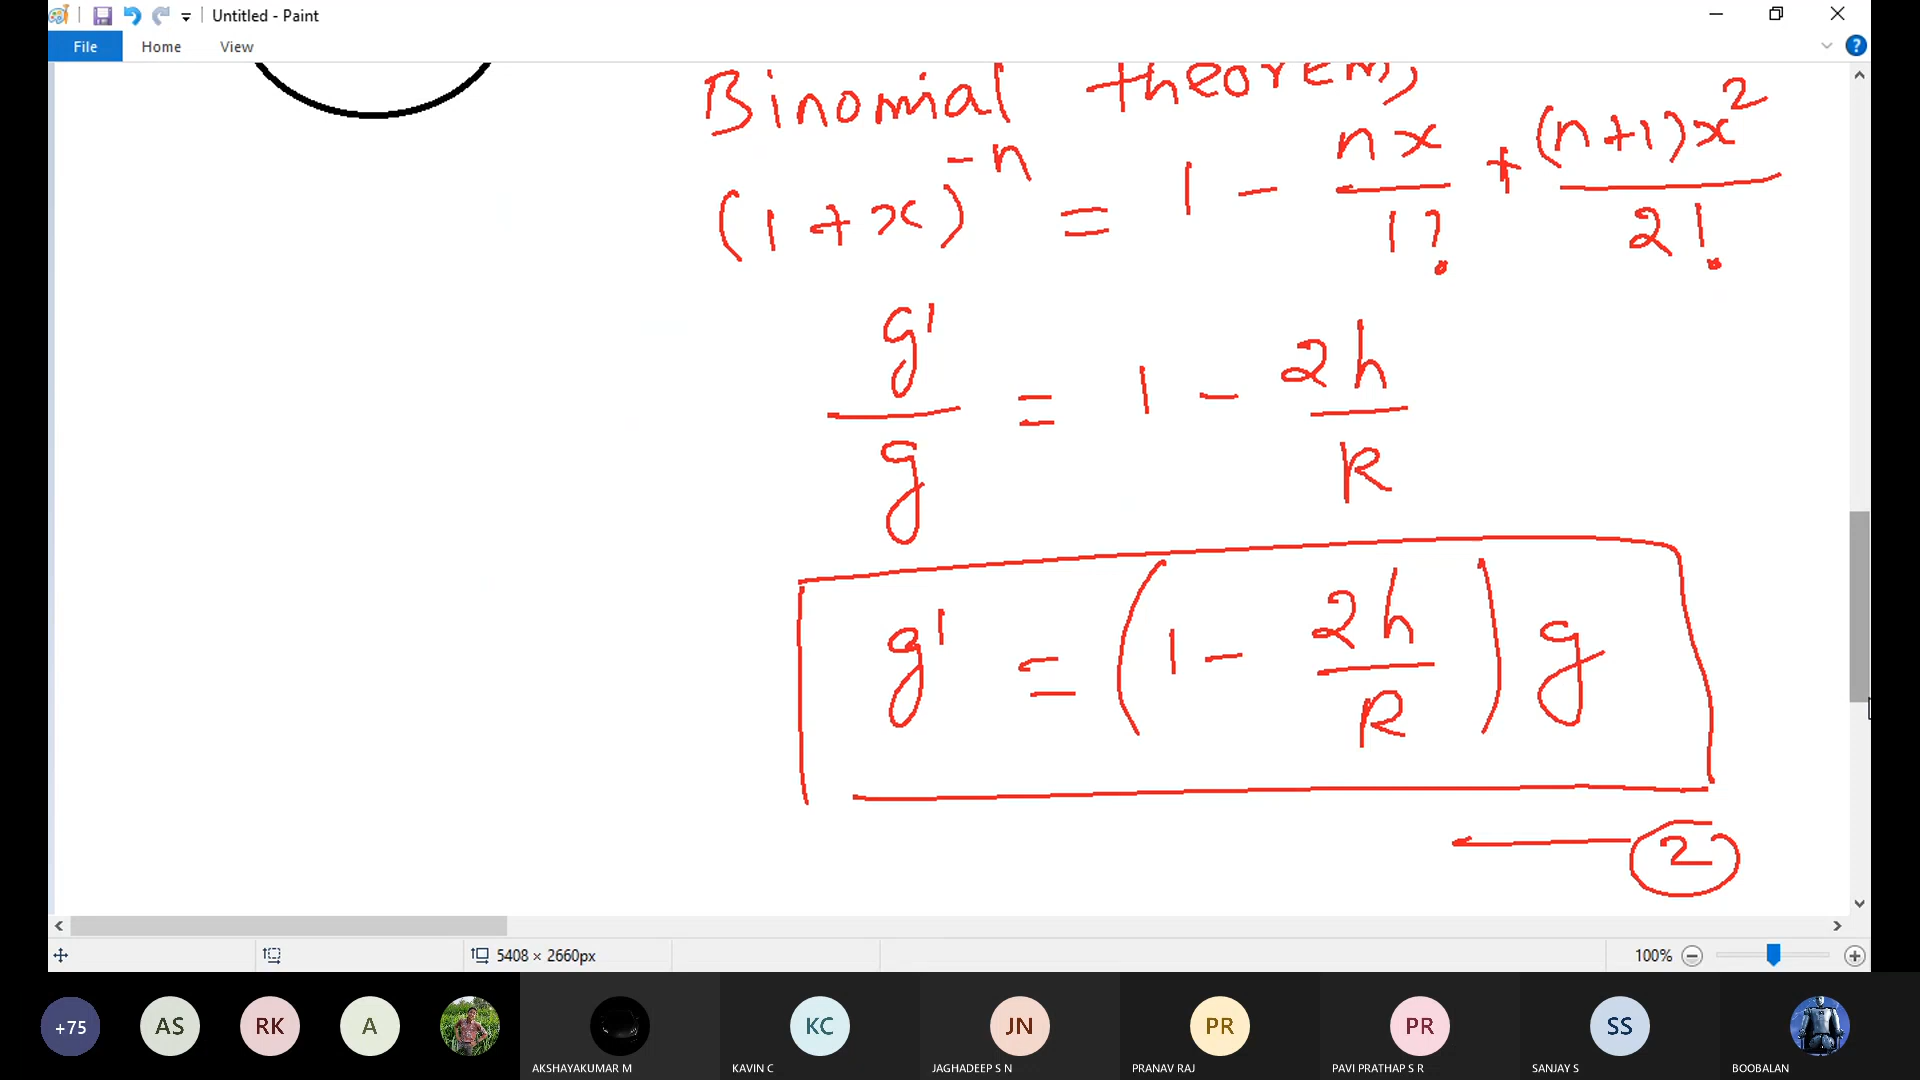 Untitled - Paint
File Home View
Binomial theorem,
(1+x)^-n = 1 - nx/1! + (n+1)x^2/2!
g'/g = 1 - 2h/R
g' = (1 - 2h/R) g
2
5408 × 2660px 100%
+75 AS RK A KC JN PR PR SS
AKSHAYAKUMAR M KAVIN C JAGHADEEP S N PRANAV RAJ PAVI PRATHAP S R SANJAY S BOOBALAN